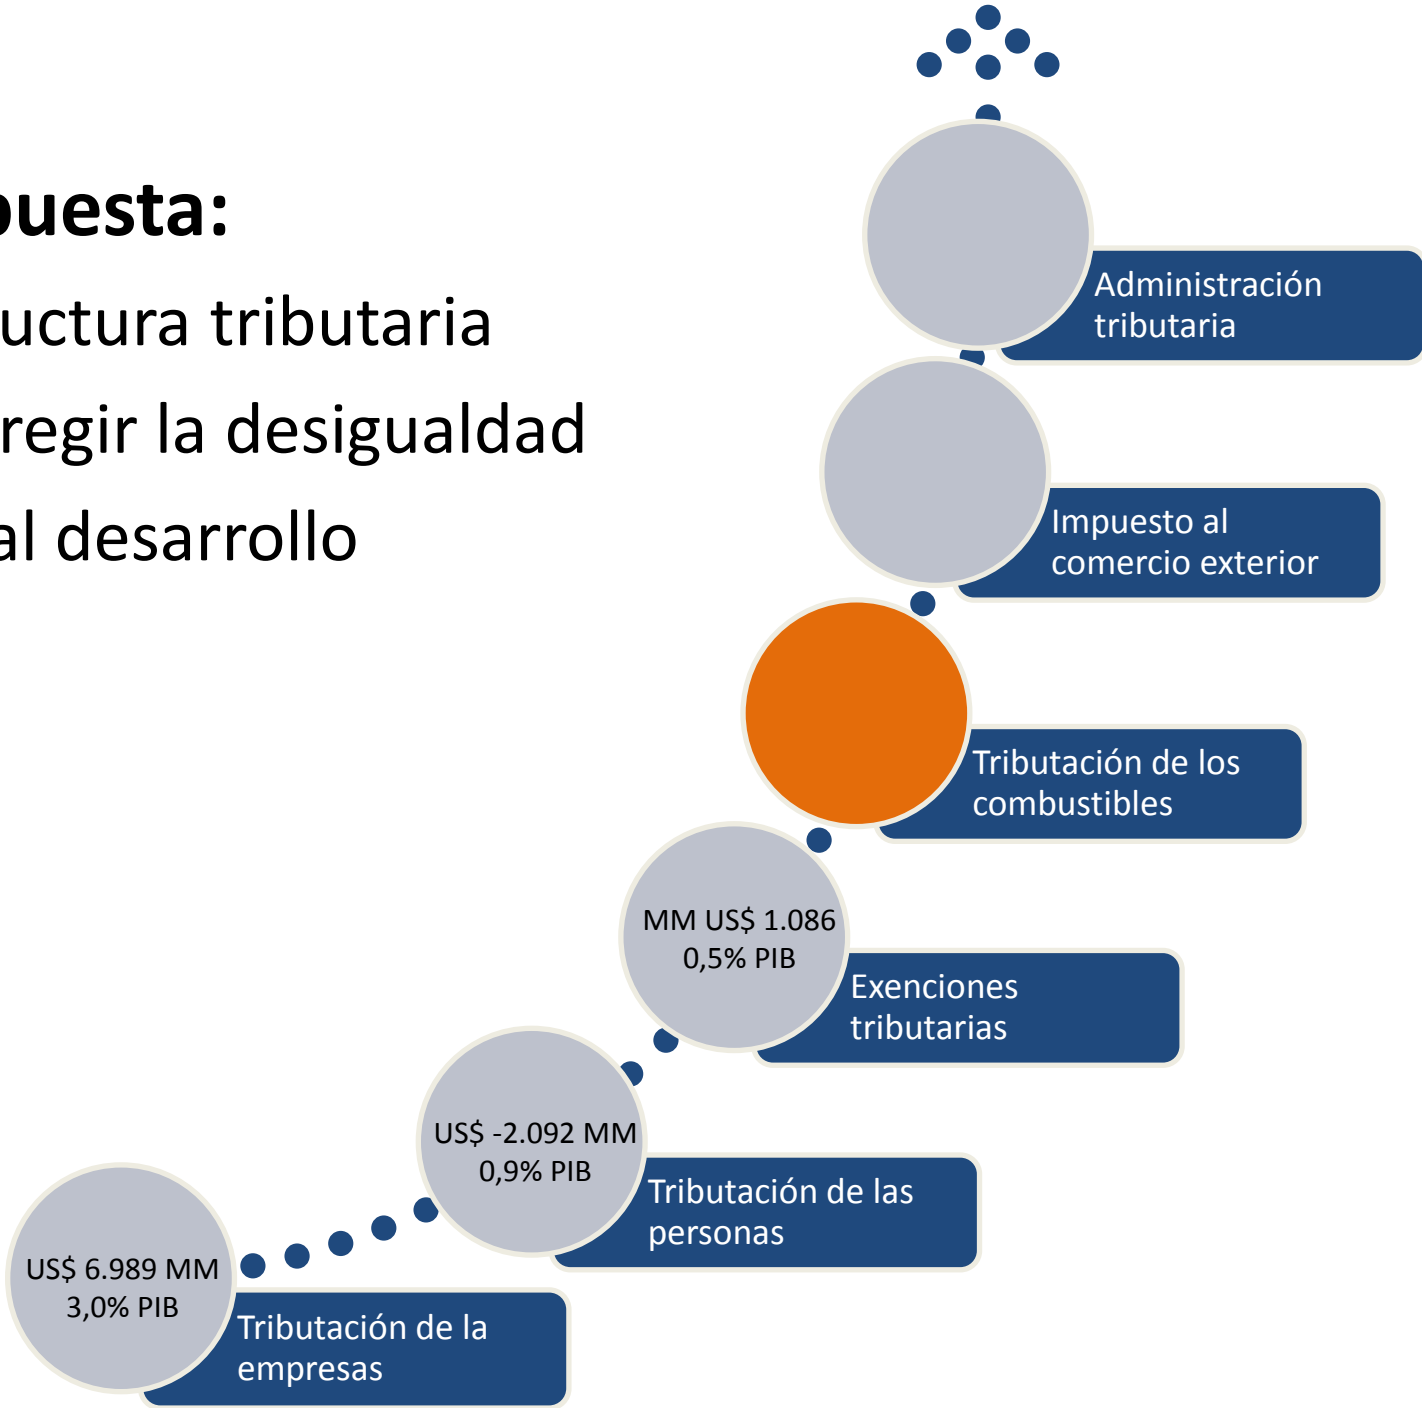 puesta:
uctura tributaria
regir la desigualdad
al desarrollo
Administración
tributaria
Impuesto al
comercio exterior
Tributación de los
combustibles
MM US$ 1.086
0,5% PIB
Exenciones
tributarias
US$ -2.092 MM
0,9% PIB
Tributación de las
personas
US$ 6.989 MM
3,0% PIB
Tributación de la
empresas